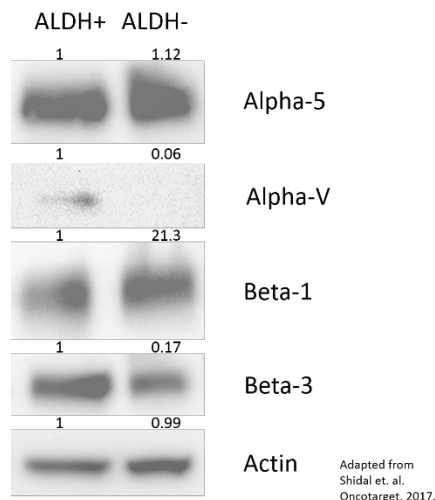 ALDH+ ALDH-
1 1.12
Alpha-5
1 0.06
Alpha-V
1 21.3
Beta-1
1 0.17
Beta-3
1 0.99
Actin
Adapted from
Shidal et. al.
Oncotarget. 2017.